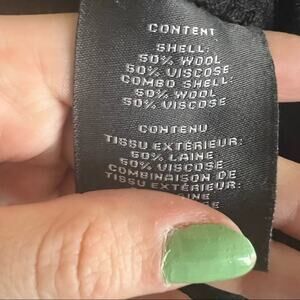 CONTENT
SHELL:
50% WOOL
50% VISCOSE
COMBO SHELL:
50% WOOL
50% VISCOSE
CONTENU
TISSU EXTÉRIEUR:
50% LAINE
50% VISCOSE
COMBINAISON DE
TISSU EXTÉRIEUR: